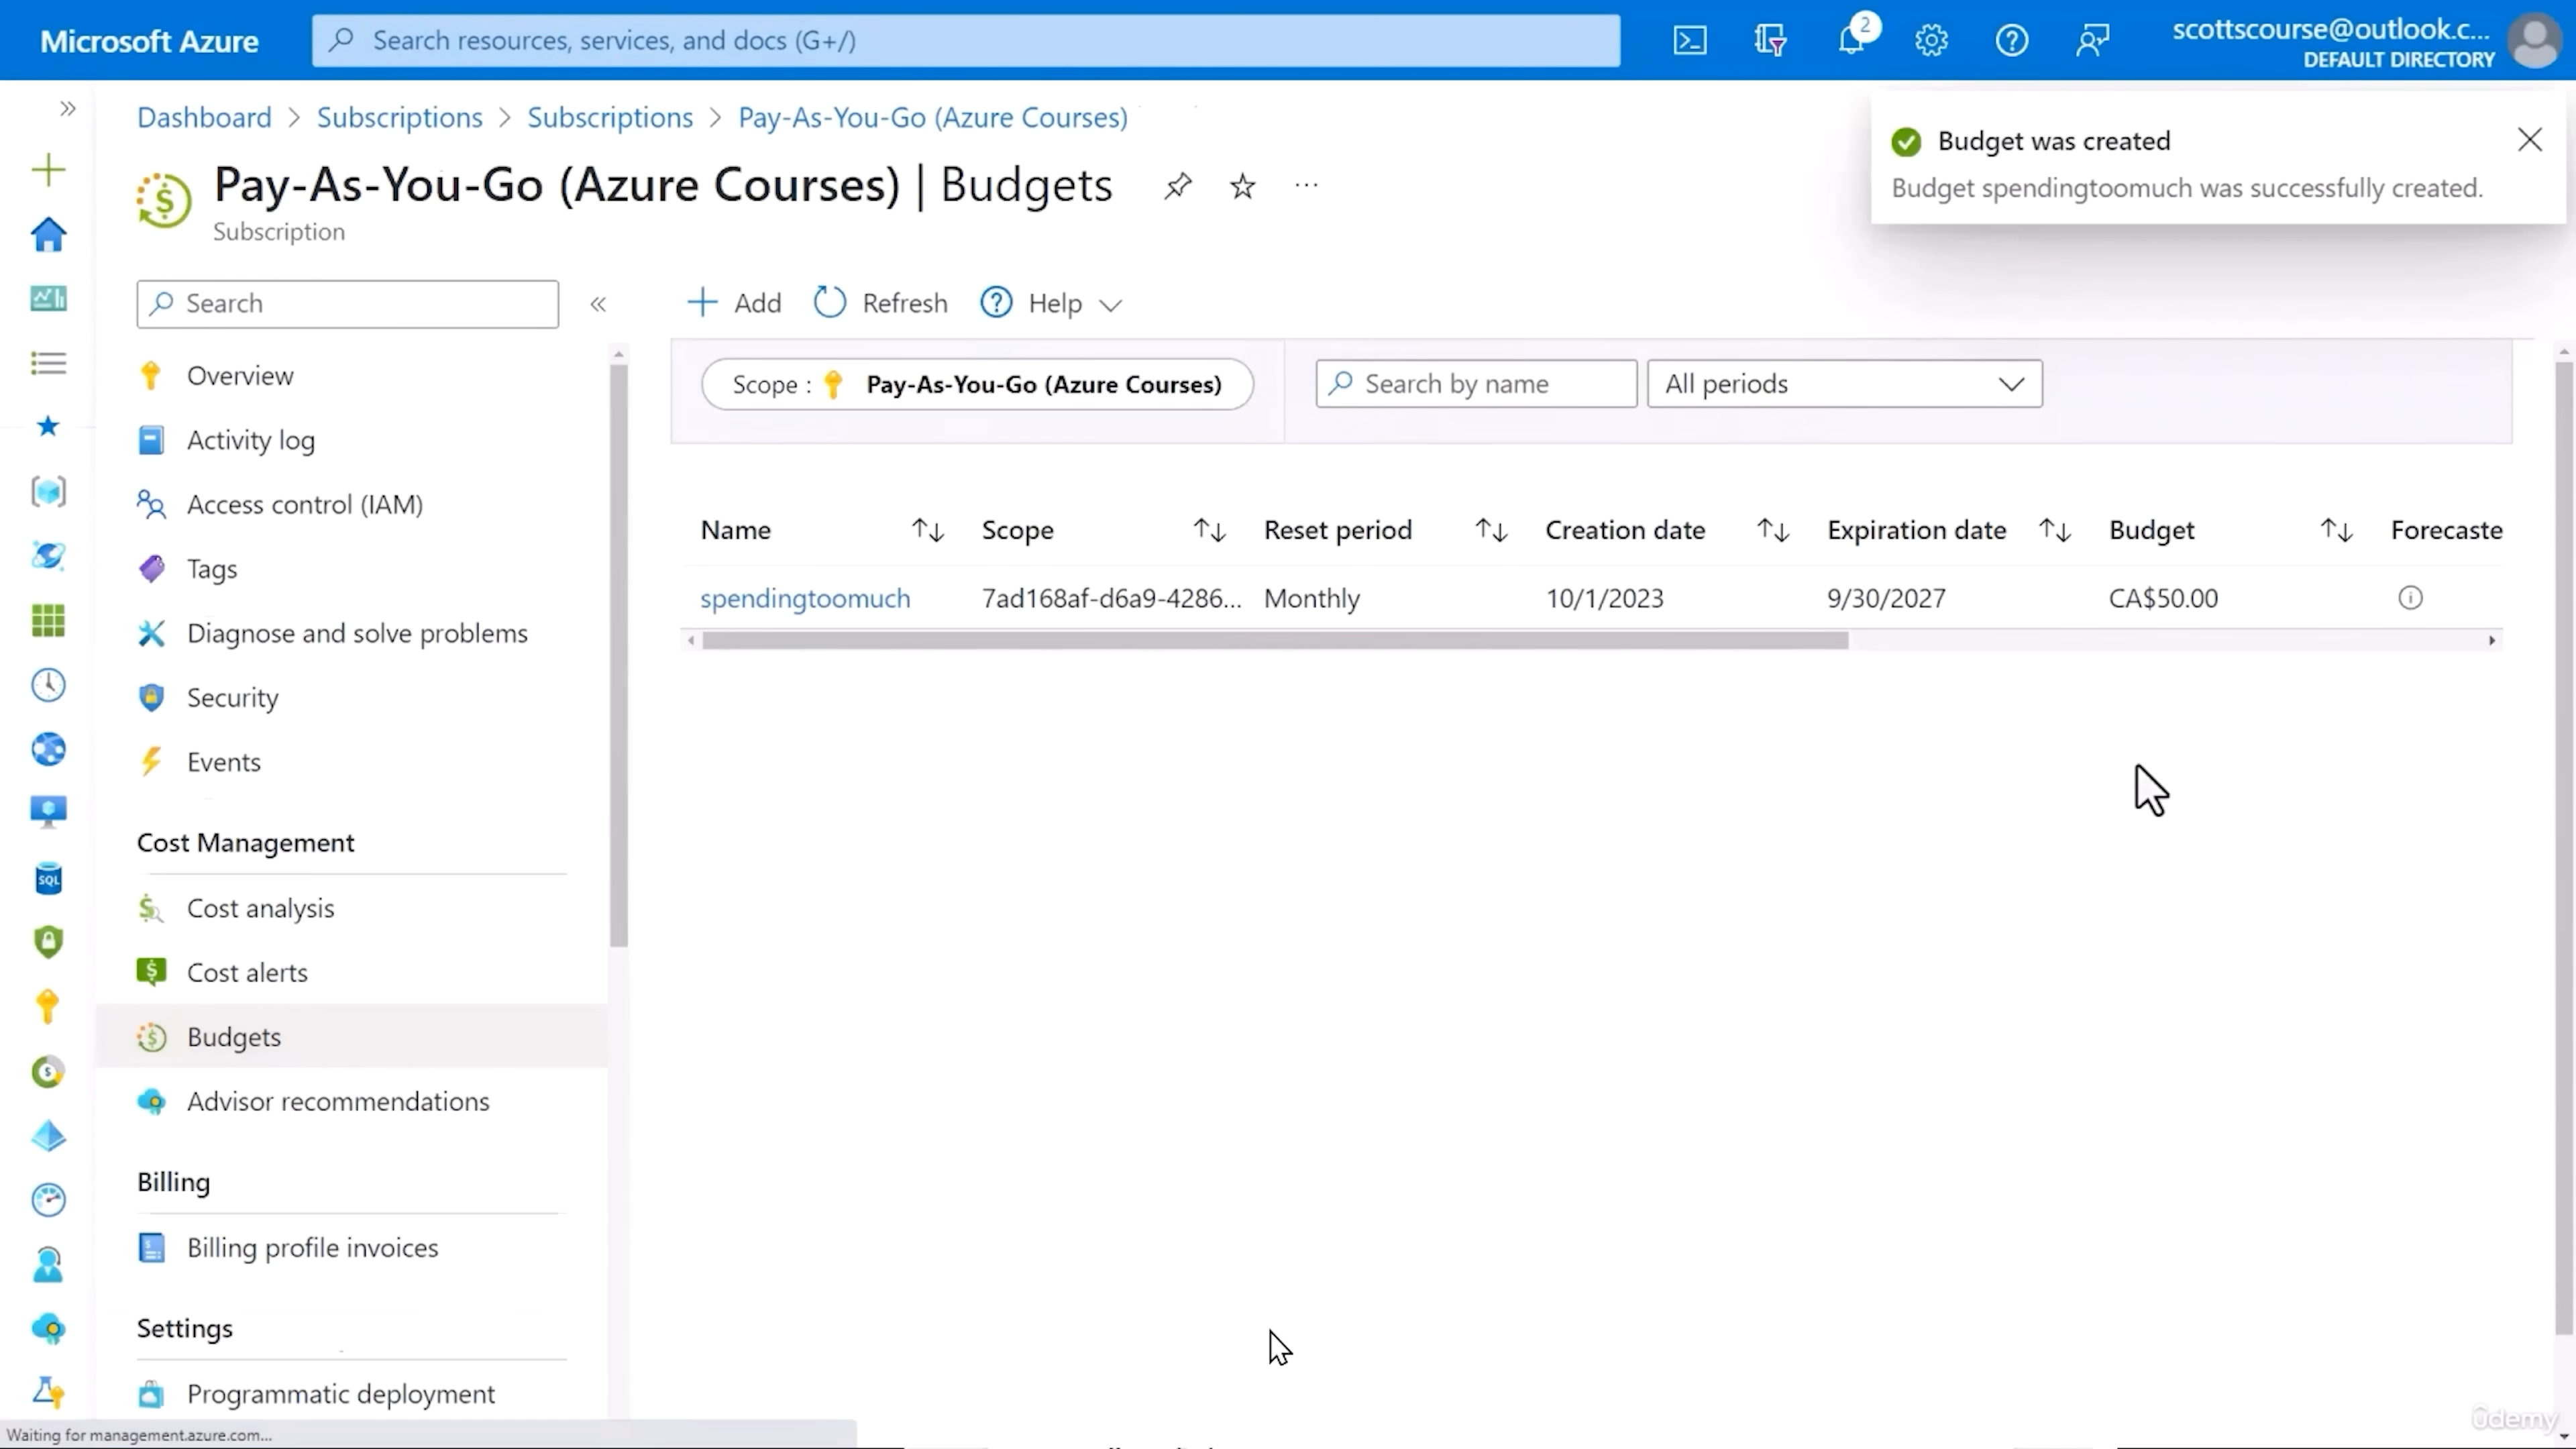 Microsoft Azure
Search resources, services, and docs (G+/)
2
scottscourse@outlook.c...
DEFAULT DIRECTORY
Dashboard > Subscriptions > Subscriptions > Pay-As-You-Go (Azure Courses)
Pay-As-You-Go (Azure Courses) | Budgets
Subscription
Budget was created
Budget spendingtoomuch was successfully created.
Search
Add Refresh Help
Overview
Activity log
Access control (IAM)
Tags
Diagnose and solve problems
Security
Events
Cost Management
Cost analysis
Cost alerts
Budgets
Advisor recommendations
Billing
Billing profile invoices
Settings
Programmatic deployment
Scope : Pay-As-You-Go (Azure Courses)
Search by name
All periods
Name Scope Reset period Creation date Expiration date Budget Forecaste
spendingtoomuch 7ad168af-d6a9-4286... Monthly 10/1/2023 9/30/2027 CA$50.00
Waiting for management.azure.com...
ûdemy